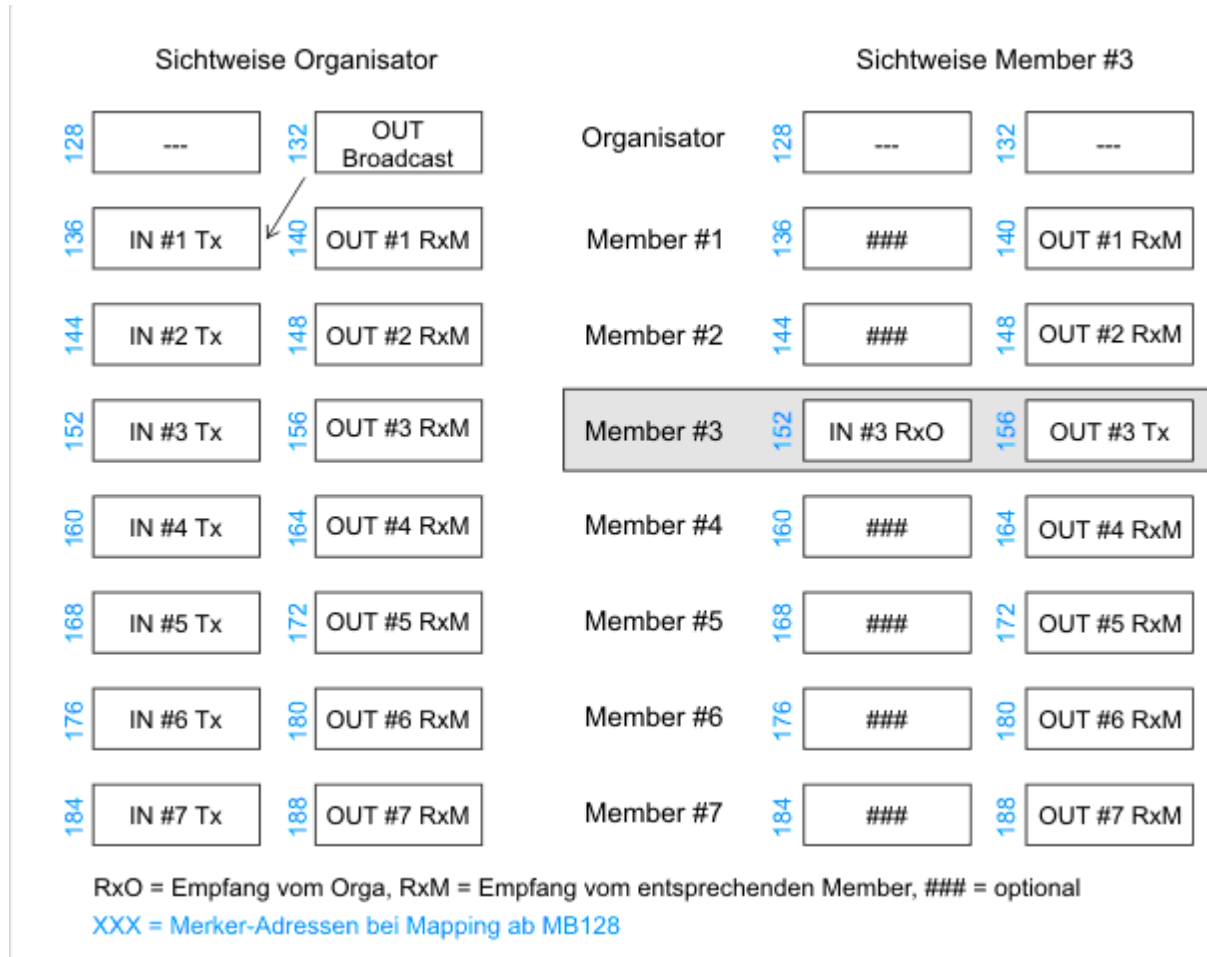 Sichtweise Organisator Sichtweise Member #3
128 --- 132 OUT Broadcast Organisator 128 --- 132 ---
136 IN #1 Tx 140 OUT #1 RxM Member #1 136 ### 140 OUT #1 RxM
144 IN #2 Tx 148 OUT #2 RxM Member #2 144 ### 148 OUT #2 RxM
152 IN #3 Tx 156 OUT #3 RxM Member #3 152 IN #3 RxO 156 OUT #3 Tx
160 IN #4 Tx 164 OUT #4 RxM Member #4 160 ### 164 OUT #4 RxM
168 IN #5 Tx 172 OUT #5 RxM Member #5 168 ### 172 OUT #5 RxM
176 IN #6 Tx 180 OUT #6 RxM Member #6 176 ### 180 OUT #6 RxM
184 IN #7 Tx 188 OUT #7 RxM Member #7 184 ### 188 OUT #7 RxM
RxO = Empfang vom Orga, RxM = Empfang vom entsprechenden Member, ### = optional
XXX = Merker-Adressen bei Mapping ab MB128